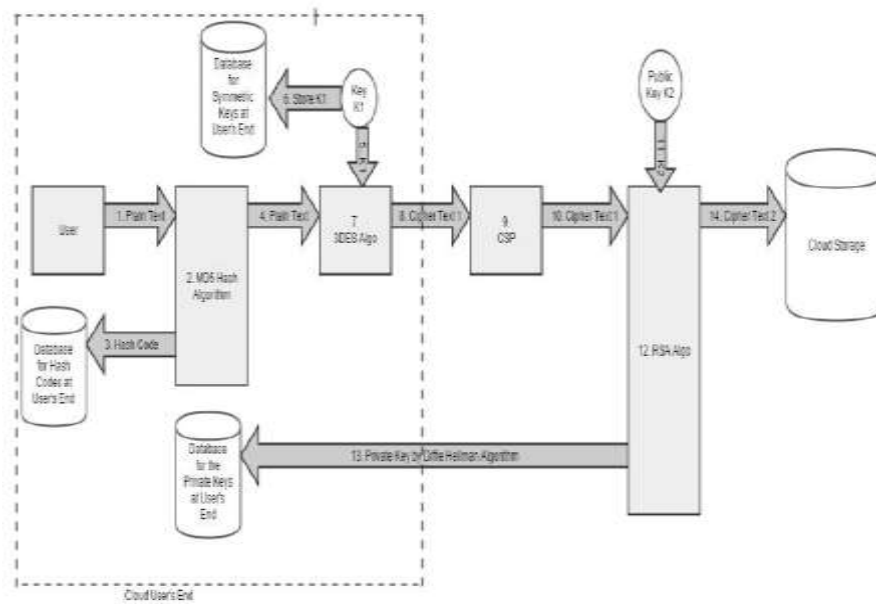 Database
for
Symmetric
Keys at
User's End
6. Store K1
Key
K1
5. K1
Public
Key K2
11. K2
User
1. Plain Text
2. MD5 Hash
Algorithm
4. Plain Text
7.
3DES Algo
8. Cipher Text 1
9.
CSP
10. Cipher Text 1
12. RSA Algo
14. Cipher Text 2
Cloud Storage
3. Hash Code
Database
for Hash
Codes at
User's End
13. Private Key by Diffie Hellman Algorithm
Database
for the
Private Keys
at User's
End
Cloud User's End